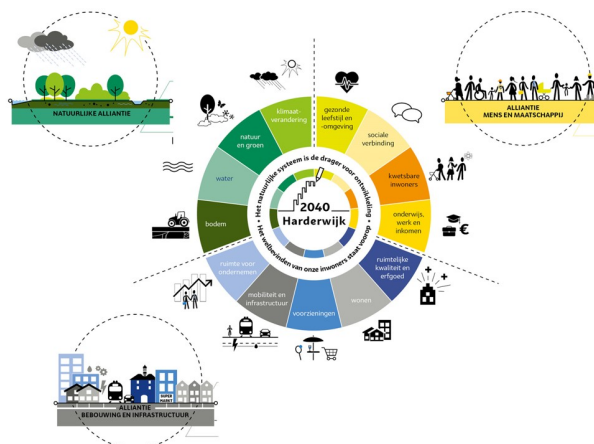 NATUURLIJKE ALLIANTIE
ALLIANTIE
MENS EN MAATSCHAPPIJ
klimaat-
verandering
gezonde
leefstijl en
-omgeving
natuur
en groen
sociale
verbinding
water
kwetsbare
inwoners
bodem
onderwijs,
werk en
inkomen
• Het natuurlijke systeem is de drager voor ontwikkeling •
Het welbevinden van onze inwoners staat voorop
2040
Harderwijk
ruimte voor
ondernemen
ruimtelijke
kwaliteit en
erfgoed
mobiliteit en
infrastructuur
voorzieningen
wonen
€
SUPER
MARKT
ALLIANTIE
BEBOUWING EN INFRASTRUCTUUR